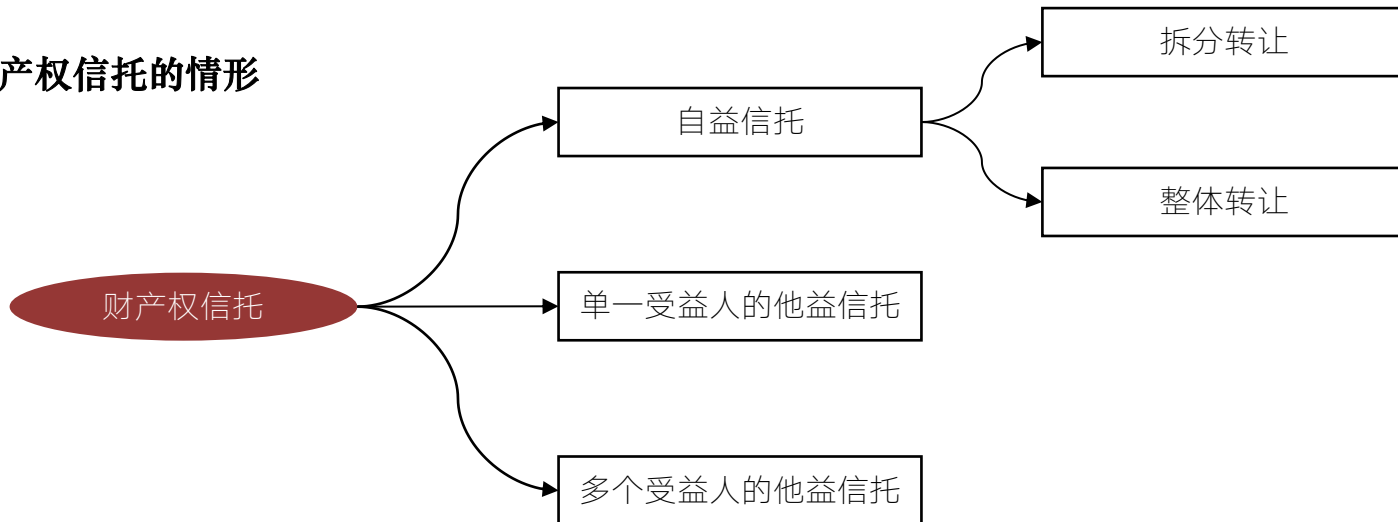 产权信托的情形
拆分转让
自益信托
整体转让
财产权信托
单一受益人的他益信托
多个受益人的他益信托